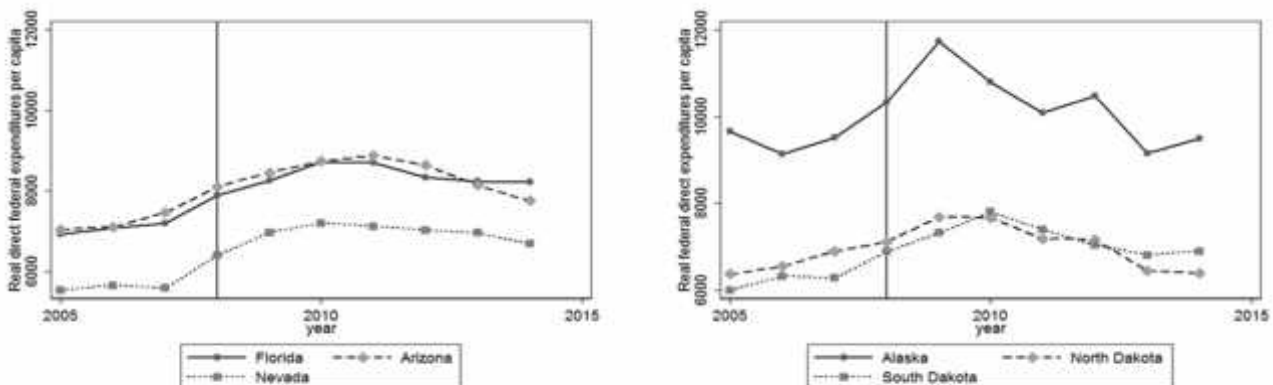 Real direct federal expenditures per capita
12000
10000
8000
6000
2005
2010
2015
year
Florida
Arizona
Nevada
Real federal direct expenditures per capita
12000
10000
8000
6000
2005
2010
2015
year
Alaska
North Dakota
South Dakota